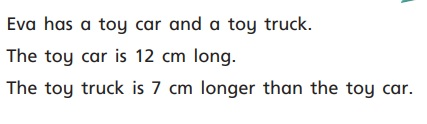 Eva has a toy car and a toy truck.
The toy car is 12 cm long.
The toy truck is 7 cm longer than the toy car.